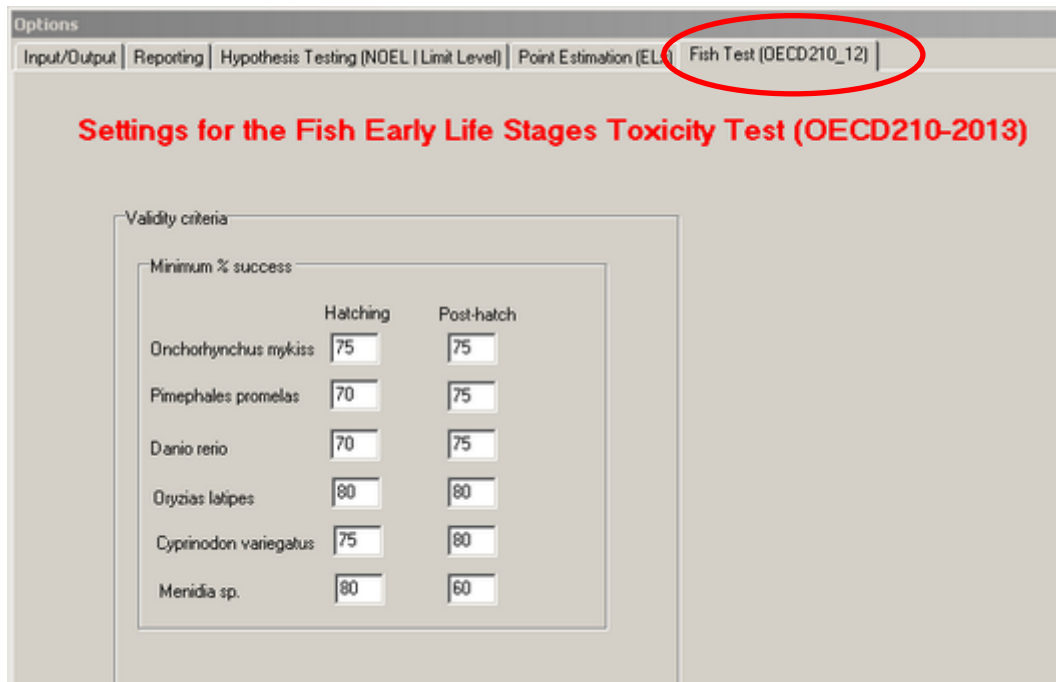 Options
Input/Output Reporting Hypothesis Testing (NOEL | Limit Level) Point Estimation (ELx) Fish Test (OECD210_12)
Settings for the Fish Early Life Stages Toxicity Test (OECD210-2013)
Validity criteria
Minimum % success
Hatching Post-hatch
Onchorhynchus mykiss 75 75
Pimephales promelas 70 75
Danio rerio 70 75
Oryzias latipes 80 80
Cyprinodon variegatus 75 80
Menidia sp. 80 60